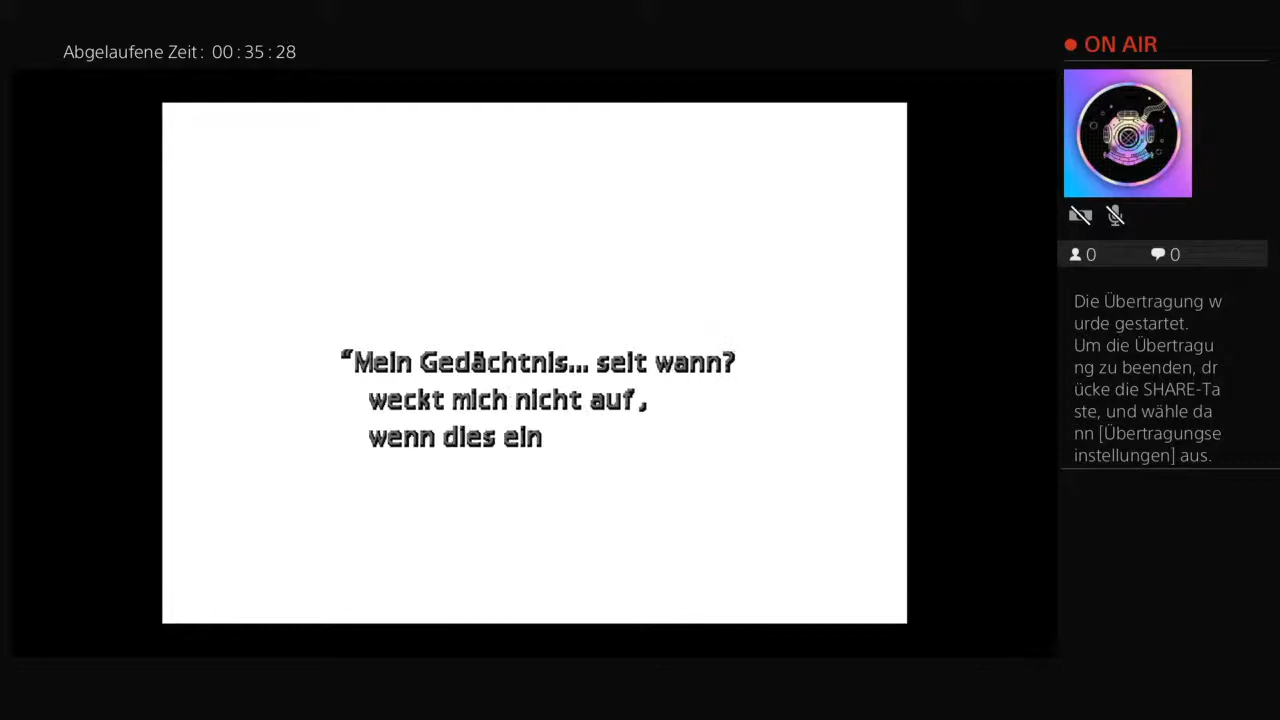 Abgelaufene Zeit: 00:35:28
ON AIR
0 0
“Mein Gedächtnis... seit wann?
weckt mich nicht auf,
wenn dies ein
Die Übertragung w
urde gestartet.
Um die Übertragu
ng zu beenden, dr
ücke die SHARE-Ta
ste, und wähle da
nn [Übertragungse
instellungen] aus.